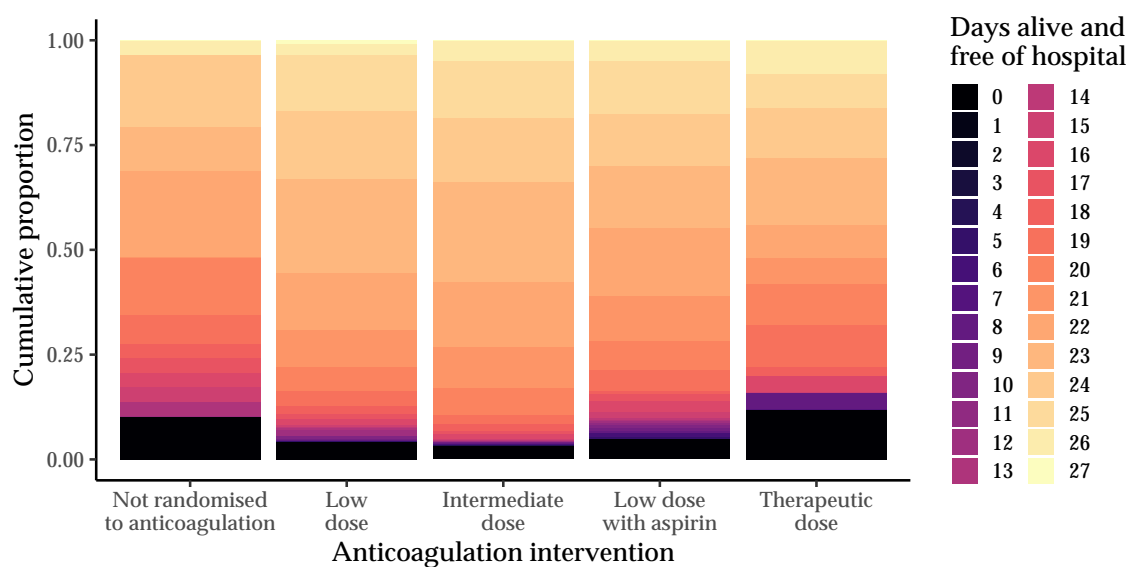 Days alive and
free of hospital
0 14
1 15
2 16
3 17
4 18
5 19
6 20
7 21
8 22
9 23
10 24
11 25
12 26
13 27
Cumulative proportion
1.00
0.75
0.50
0.25
0.00
Not randomised
to anticoagulation
Low
dose
Intermediate
dose
Low dose
with aspirin
Therapeutic
dose
Anticoagulation intervention